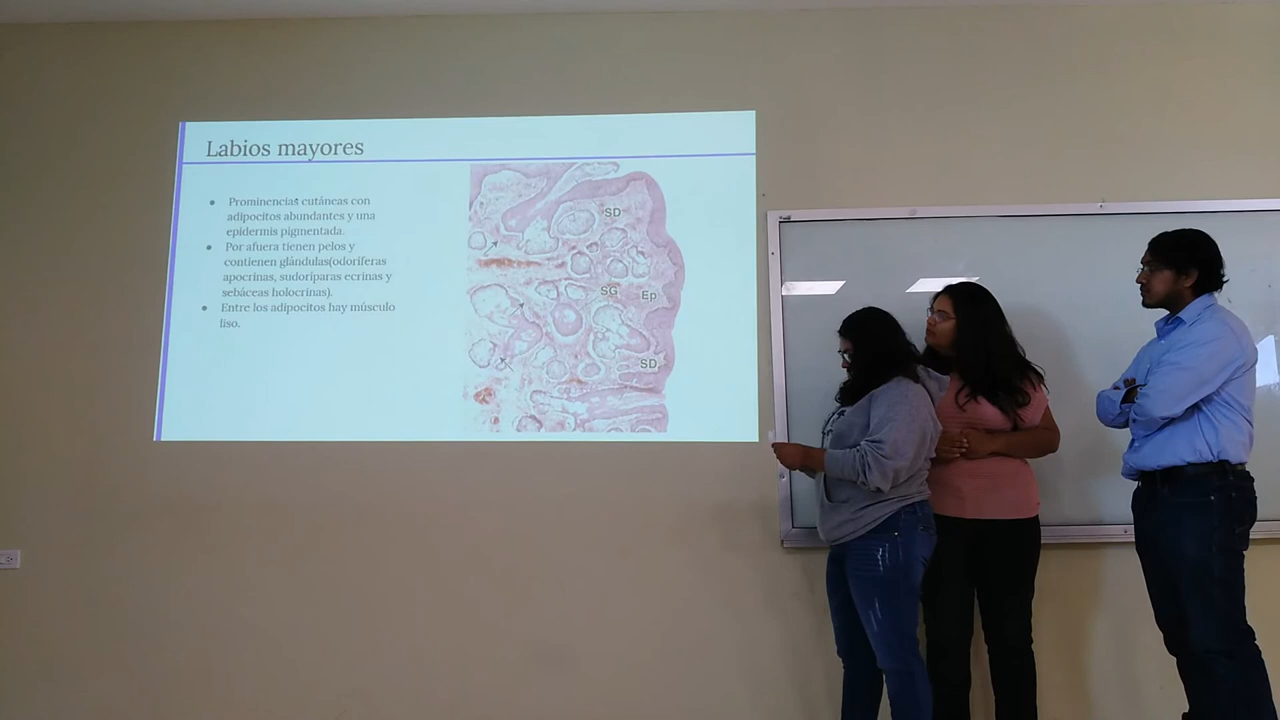 Labios mayores
Prominencias cutáneas con
adipocitos abundantes y una
epidermis pigmentada.
Por afuera tienen pelos y
contienen glándulas(odoríferas
apocrinas, sudoríparas ecrinas y
sebáceas holocrinas).
Entre los adipocitos hay músculo
liso.
SD
SG
Ep
SD